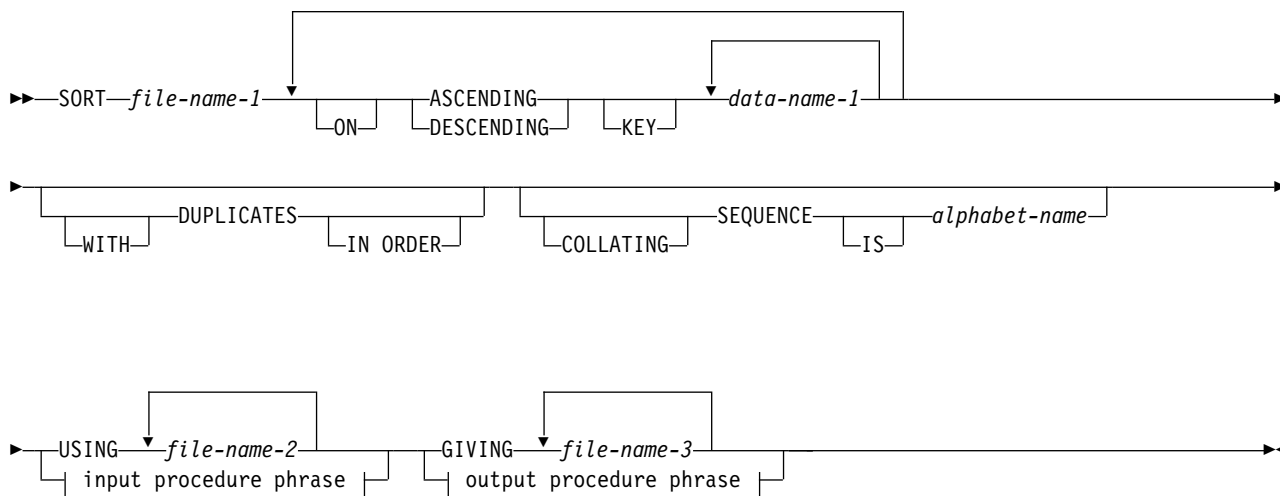 SORT file-name-1 ASCENDING data-name-1
ON DESCENDING KEY
DUPLICATES SEQUENCE alphabet-name
WITH IN ORDER COLLATING IS
USING file-name-2 GIVING file-name-3
input procedure phrase output procedure phrase